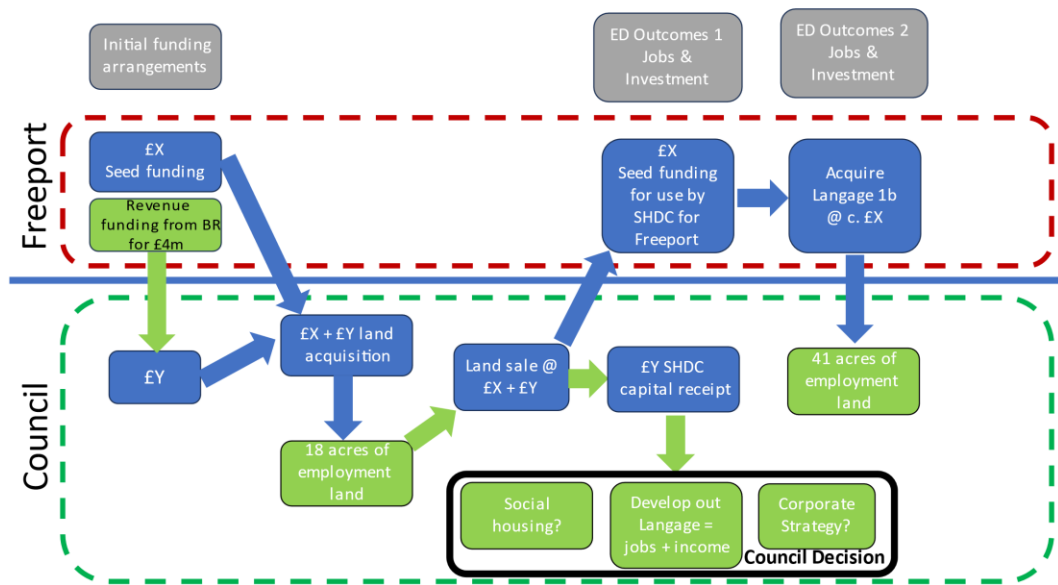 Initial funding
arrangements
ED Outcomes 1
Jobs &
Investment
ED Outcomes 2
Jobs &
Investment
Freeport
£X
Seed funding
Revenue
funding from BR
for £4m
£X
Seed funding
for use by
SHDC for
Freeport
Acquire
Langage 1b
@ c. £X
Council
£Y
£X + £Y land
acquisition
18 acres of
employment
land
Land sale @
£X + £Y
£Y SHDC
capital receipt
41 acres of
employment
land
Social
housing?
Develop out
Langage =
jobs + income
Corporate
Strategy?
Council Decision